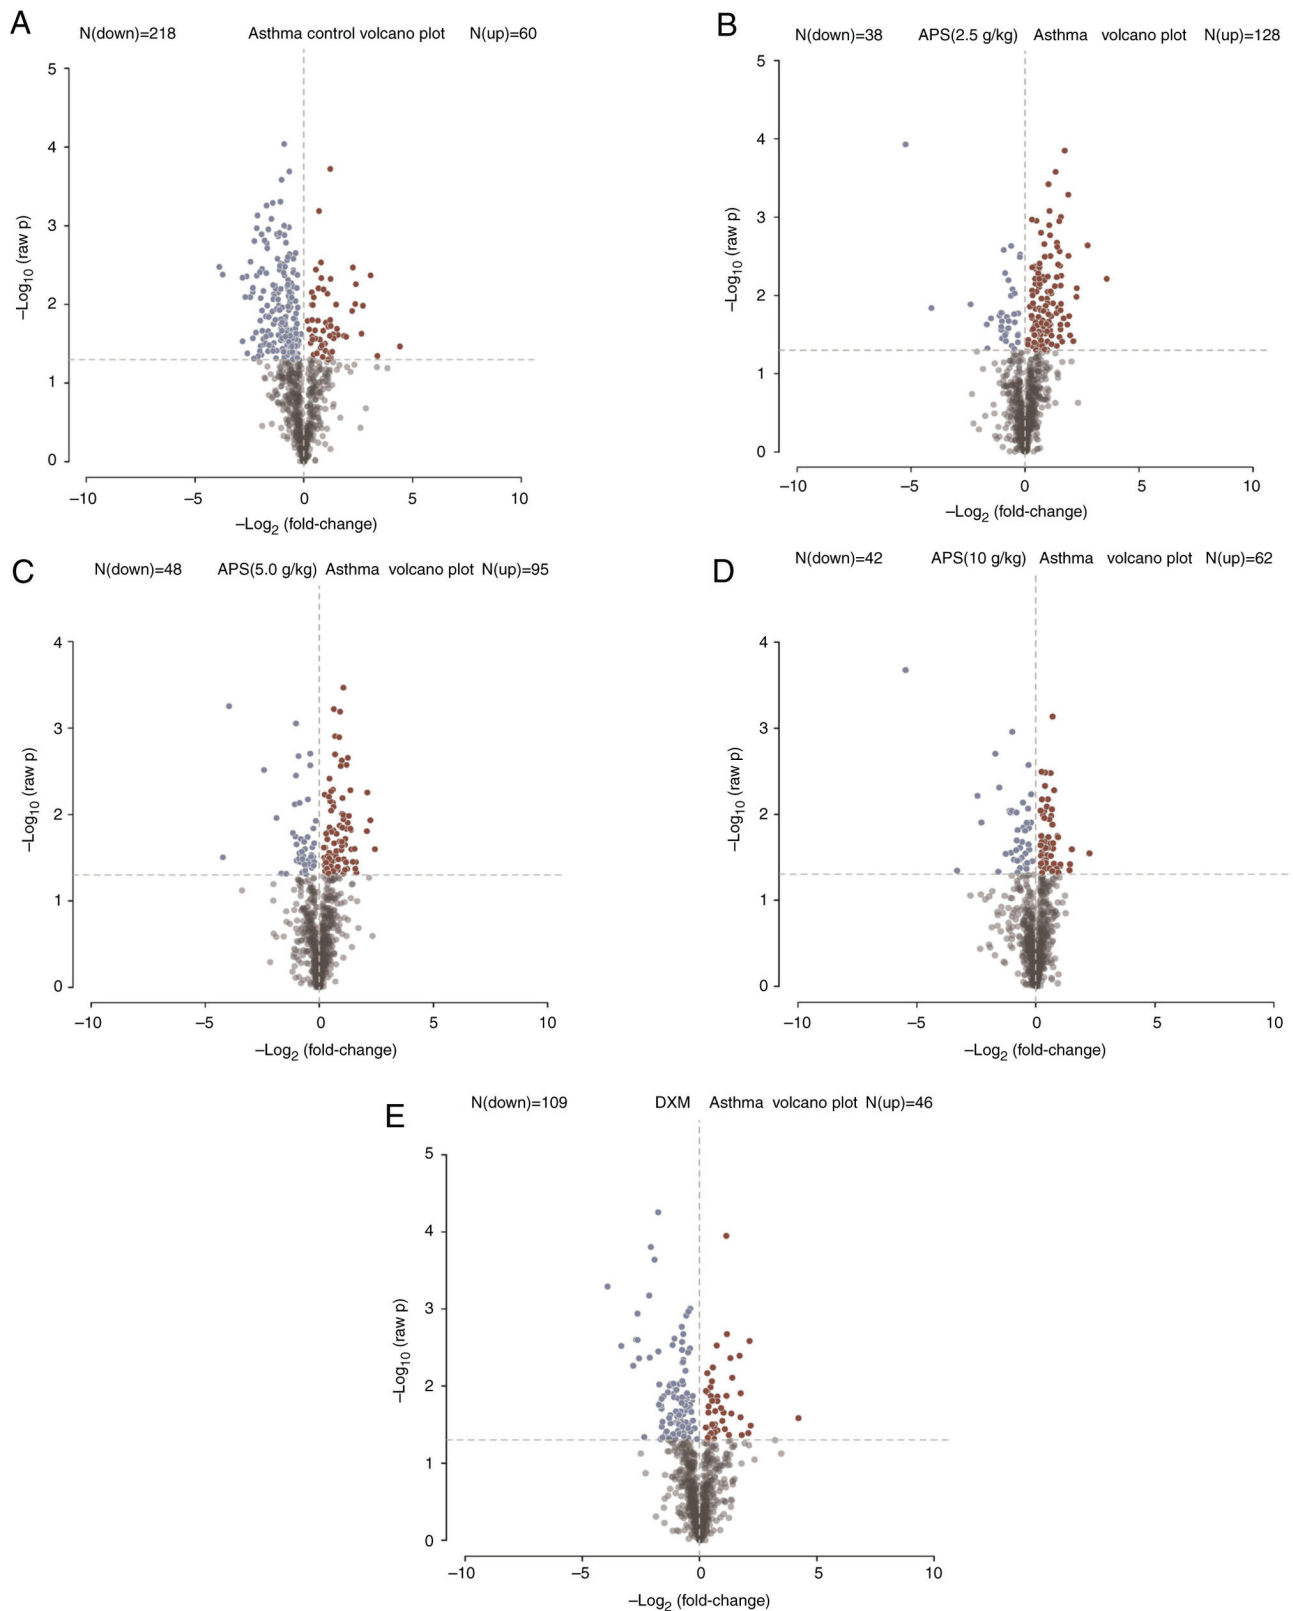 A
N(down)=218 Asthma control volcano plot N(up)=60
5
4
3
2
1
0
–Log10 (raw p)
–10 –5 0 5 10
–Log2 (fold-change)
B
N(down)=38 APS(2.5 g/kg) Asthma volcano plot N(up)=128
5
4
3
2
1
0
–Log10 (raw p)
–10 –5 0 5 10
–Log2 (fold-change)
C
N(down)=48 APS(5.0 g/kg) Asthma volcano plot N(up)=95
4
3
2
1
0
–Log10 (raw p)
–10 –5 0 5 10
–Log2 (fold-change)
D
N(down)=42 APS(10 g/kg) Asthma volcano plot N(up)=62
4
3
2
1
0
–Log10 (raw p)
–10 –5 0 5 10
–Log2 (fold-change)
E
N(down)=109 DXM Asthma volcano plot N(up)=46
5
4
3
2
1
0
–Log10 (raw p)
–10 –5 0 5 10
–Log2 (fold-change)